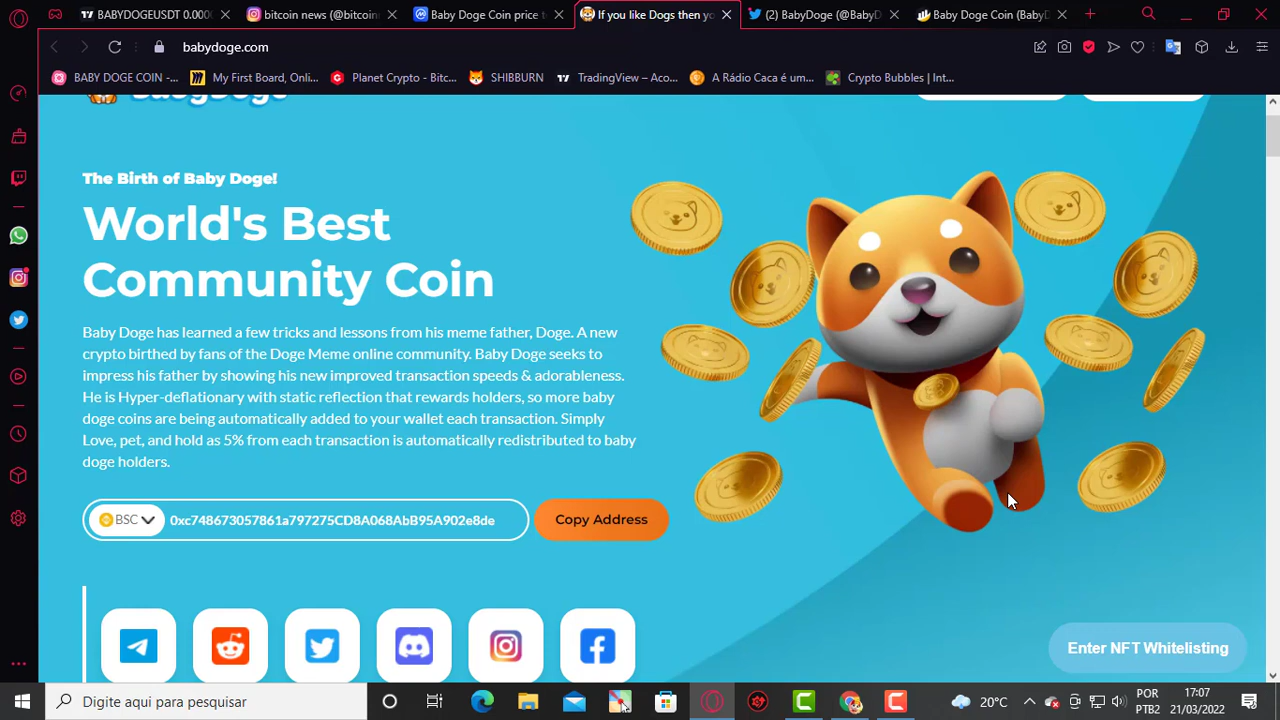 BABYDOGEUSDT 0.0000
bitcoin news (@bitcoin
Baby Doge Coin price to
If you like Dogs then yo
(2) BabyDoge (@BabyD
Baby Doge Coin (BabyD
babydoge.com
BABY DOGE COIN -...
My First Board, Onli...
Planet Crypto - Bitc...
SHIBBURN
TradingView – Aco...
A Rádio Caca é um...
Crypto Bubbles | Int...
BabyDoge
The Birth of Baby Doge!
World's Best
Community Coin
Baby Doge has learned a few tricks and lessons from his meme father, Doge. A new
crypto birthed by fans of the Doge Meme online community. Baby Doge seeks to
impress his father by showing his new improved transaction speeds & adorableness.
He is Hyper-deflationary with static reflection that rewards holders, so more baby
doge coins are being automatically added to your wallet each transaction. Simply
Love, pet, and hold as 5% from each transaction is automatically redistributed to baby
doge holders.
BSC 0xc748673057861a797275CD8A068AbB95A902e8de
Copy Address
Enter NFT Whitelisting
Digite aqui para pesquisar
20°C
POR
PTB2
17:07
21/03/2022